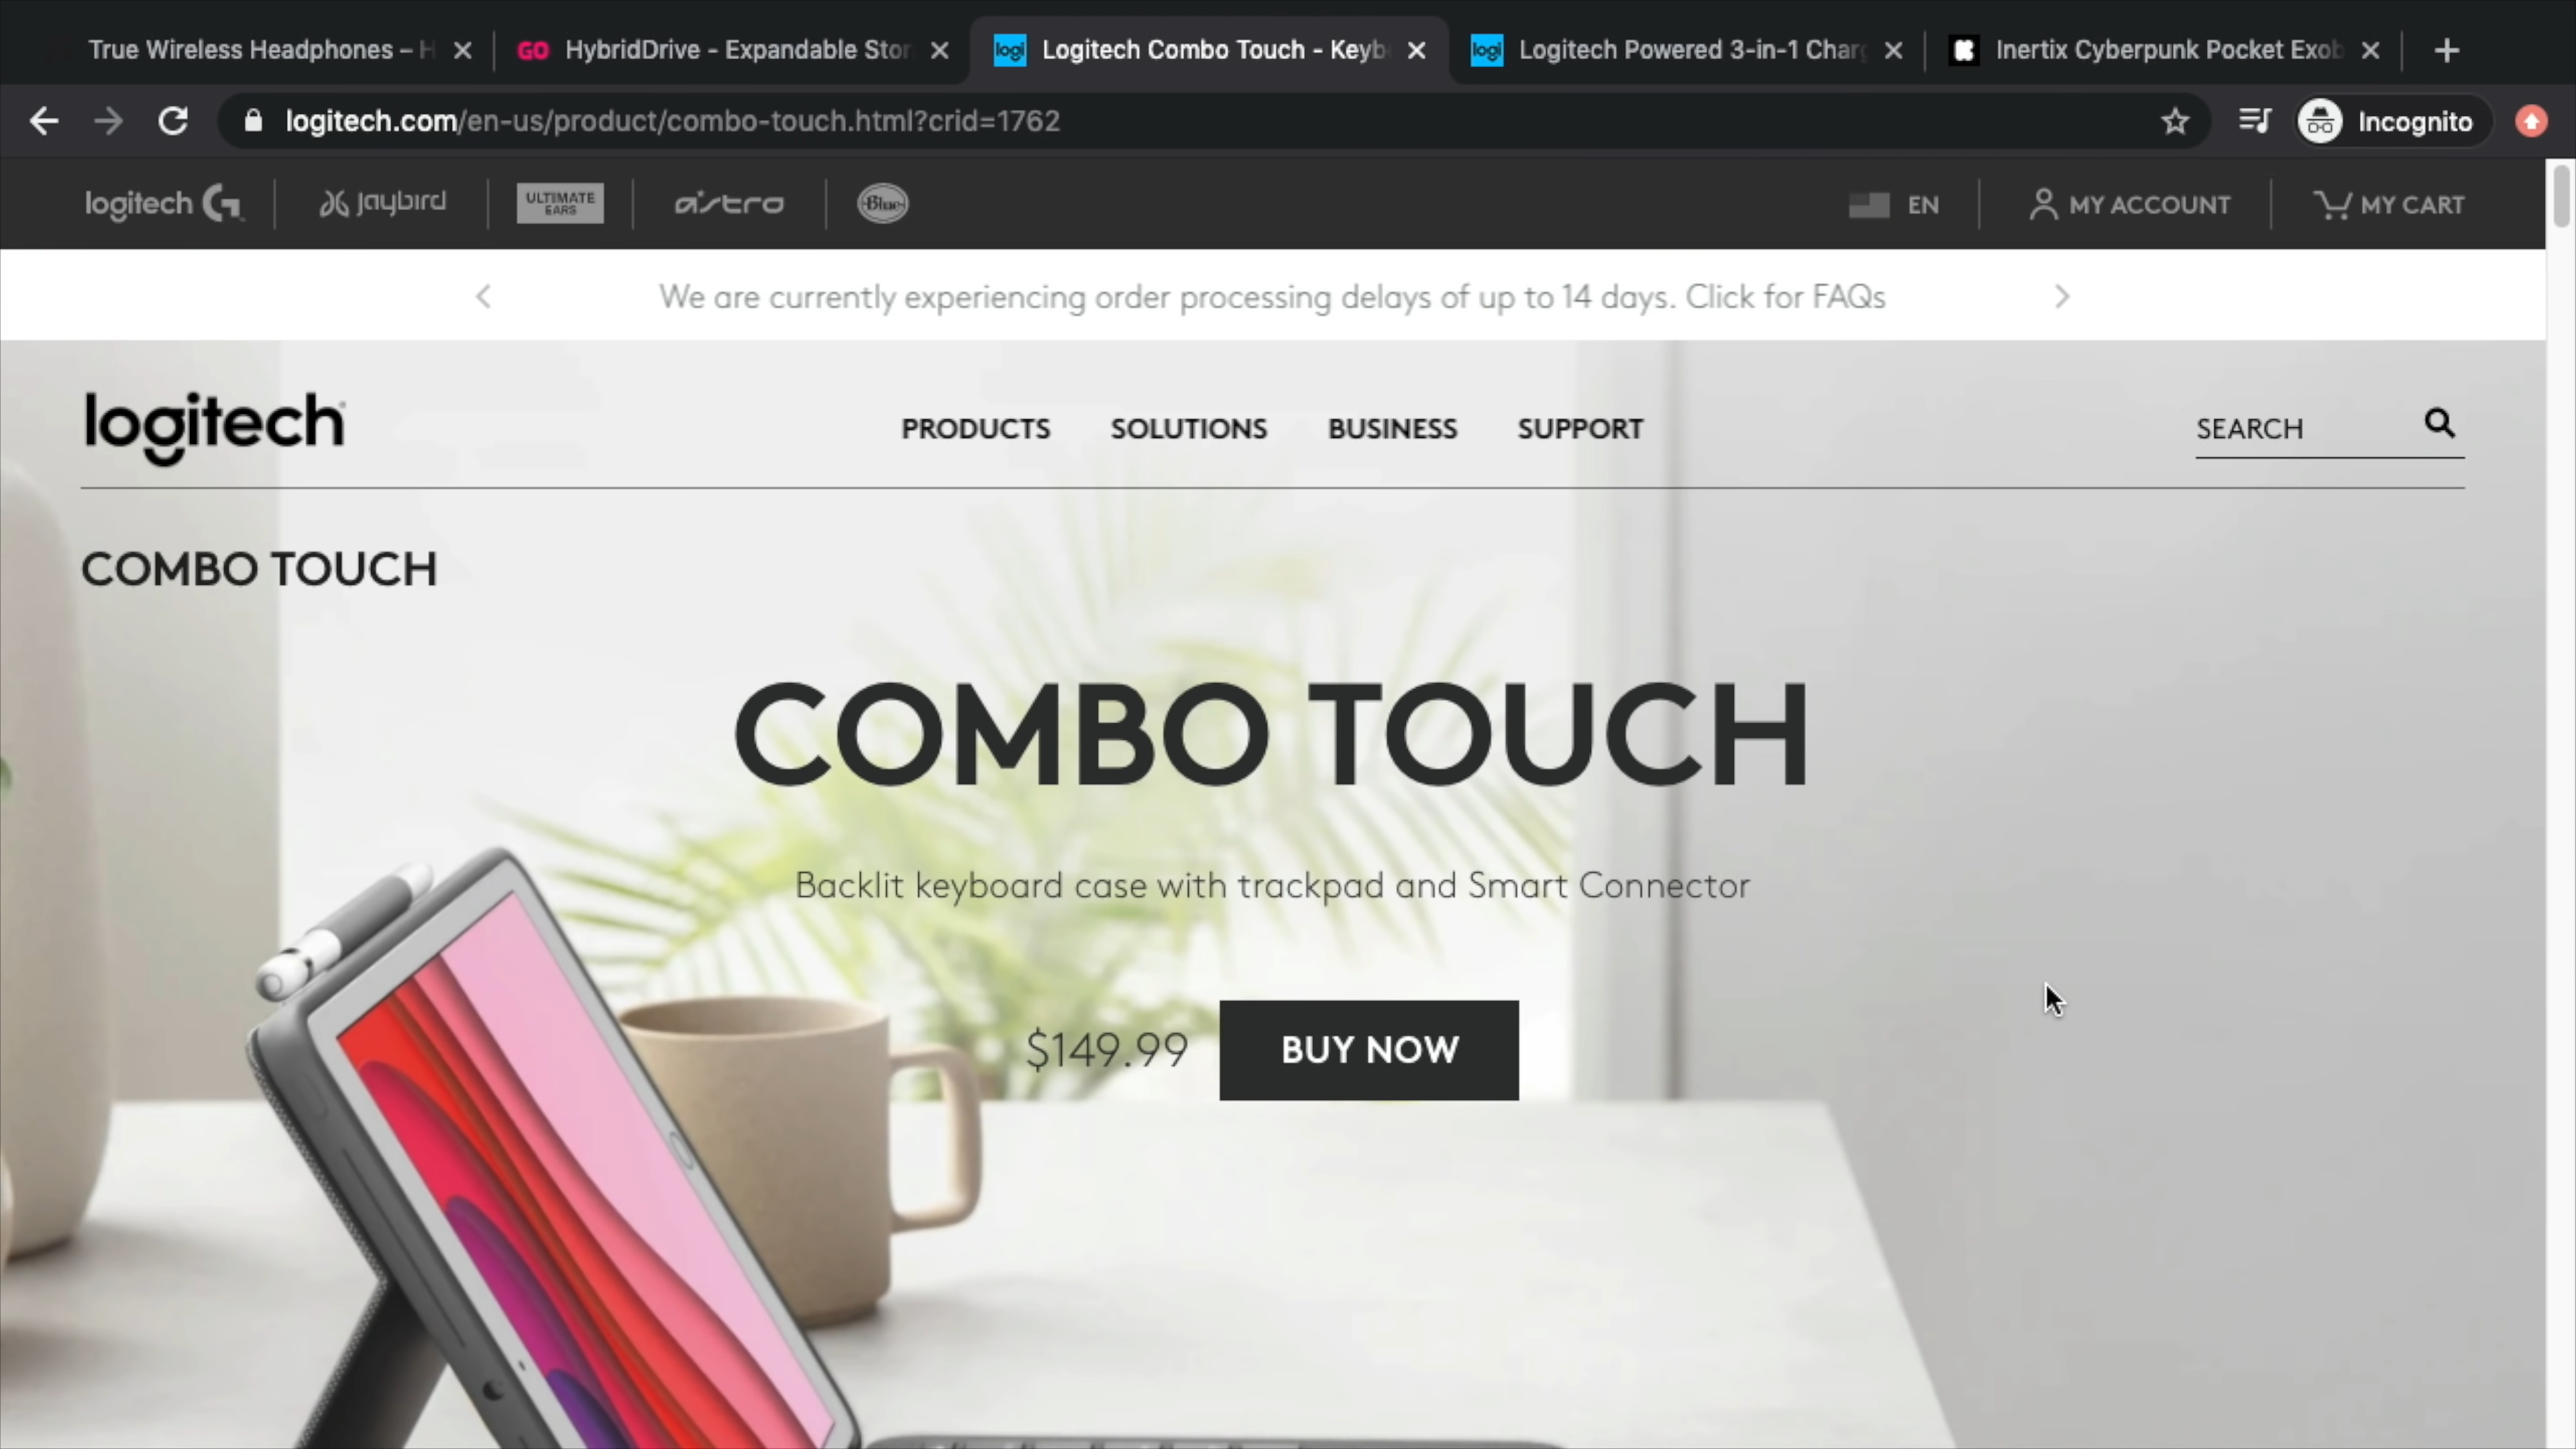 True Wireless Headphones – H
GO HybridDrive - Expandable Stor
logi Logitech Combo Touch - Keyb
logi Logitech Powered 3-in-1 Charg
Inertix Cyberpunk Pocket Exob
logitech.com/en-us/product/combo-touch.html?crid=1762
Incognito
logitech G
Jaybird
ULTIMATE
EARS
ASTRO
Blue
EN
MY ACCOUNT
MY CART
We are currently experiencing order processing delays of up to 14 days. Click for FAQs
logitech
PRODUCTS
SOLUTIONS
BUSINESS
SUPPORT
SEARCH
COMBO TOUCH
COMBO TOUCH
Backlit keyboard case with trackpad and Smart Connector
$149.99
BUY NOW